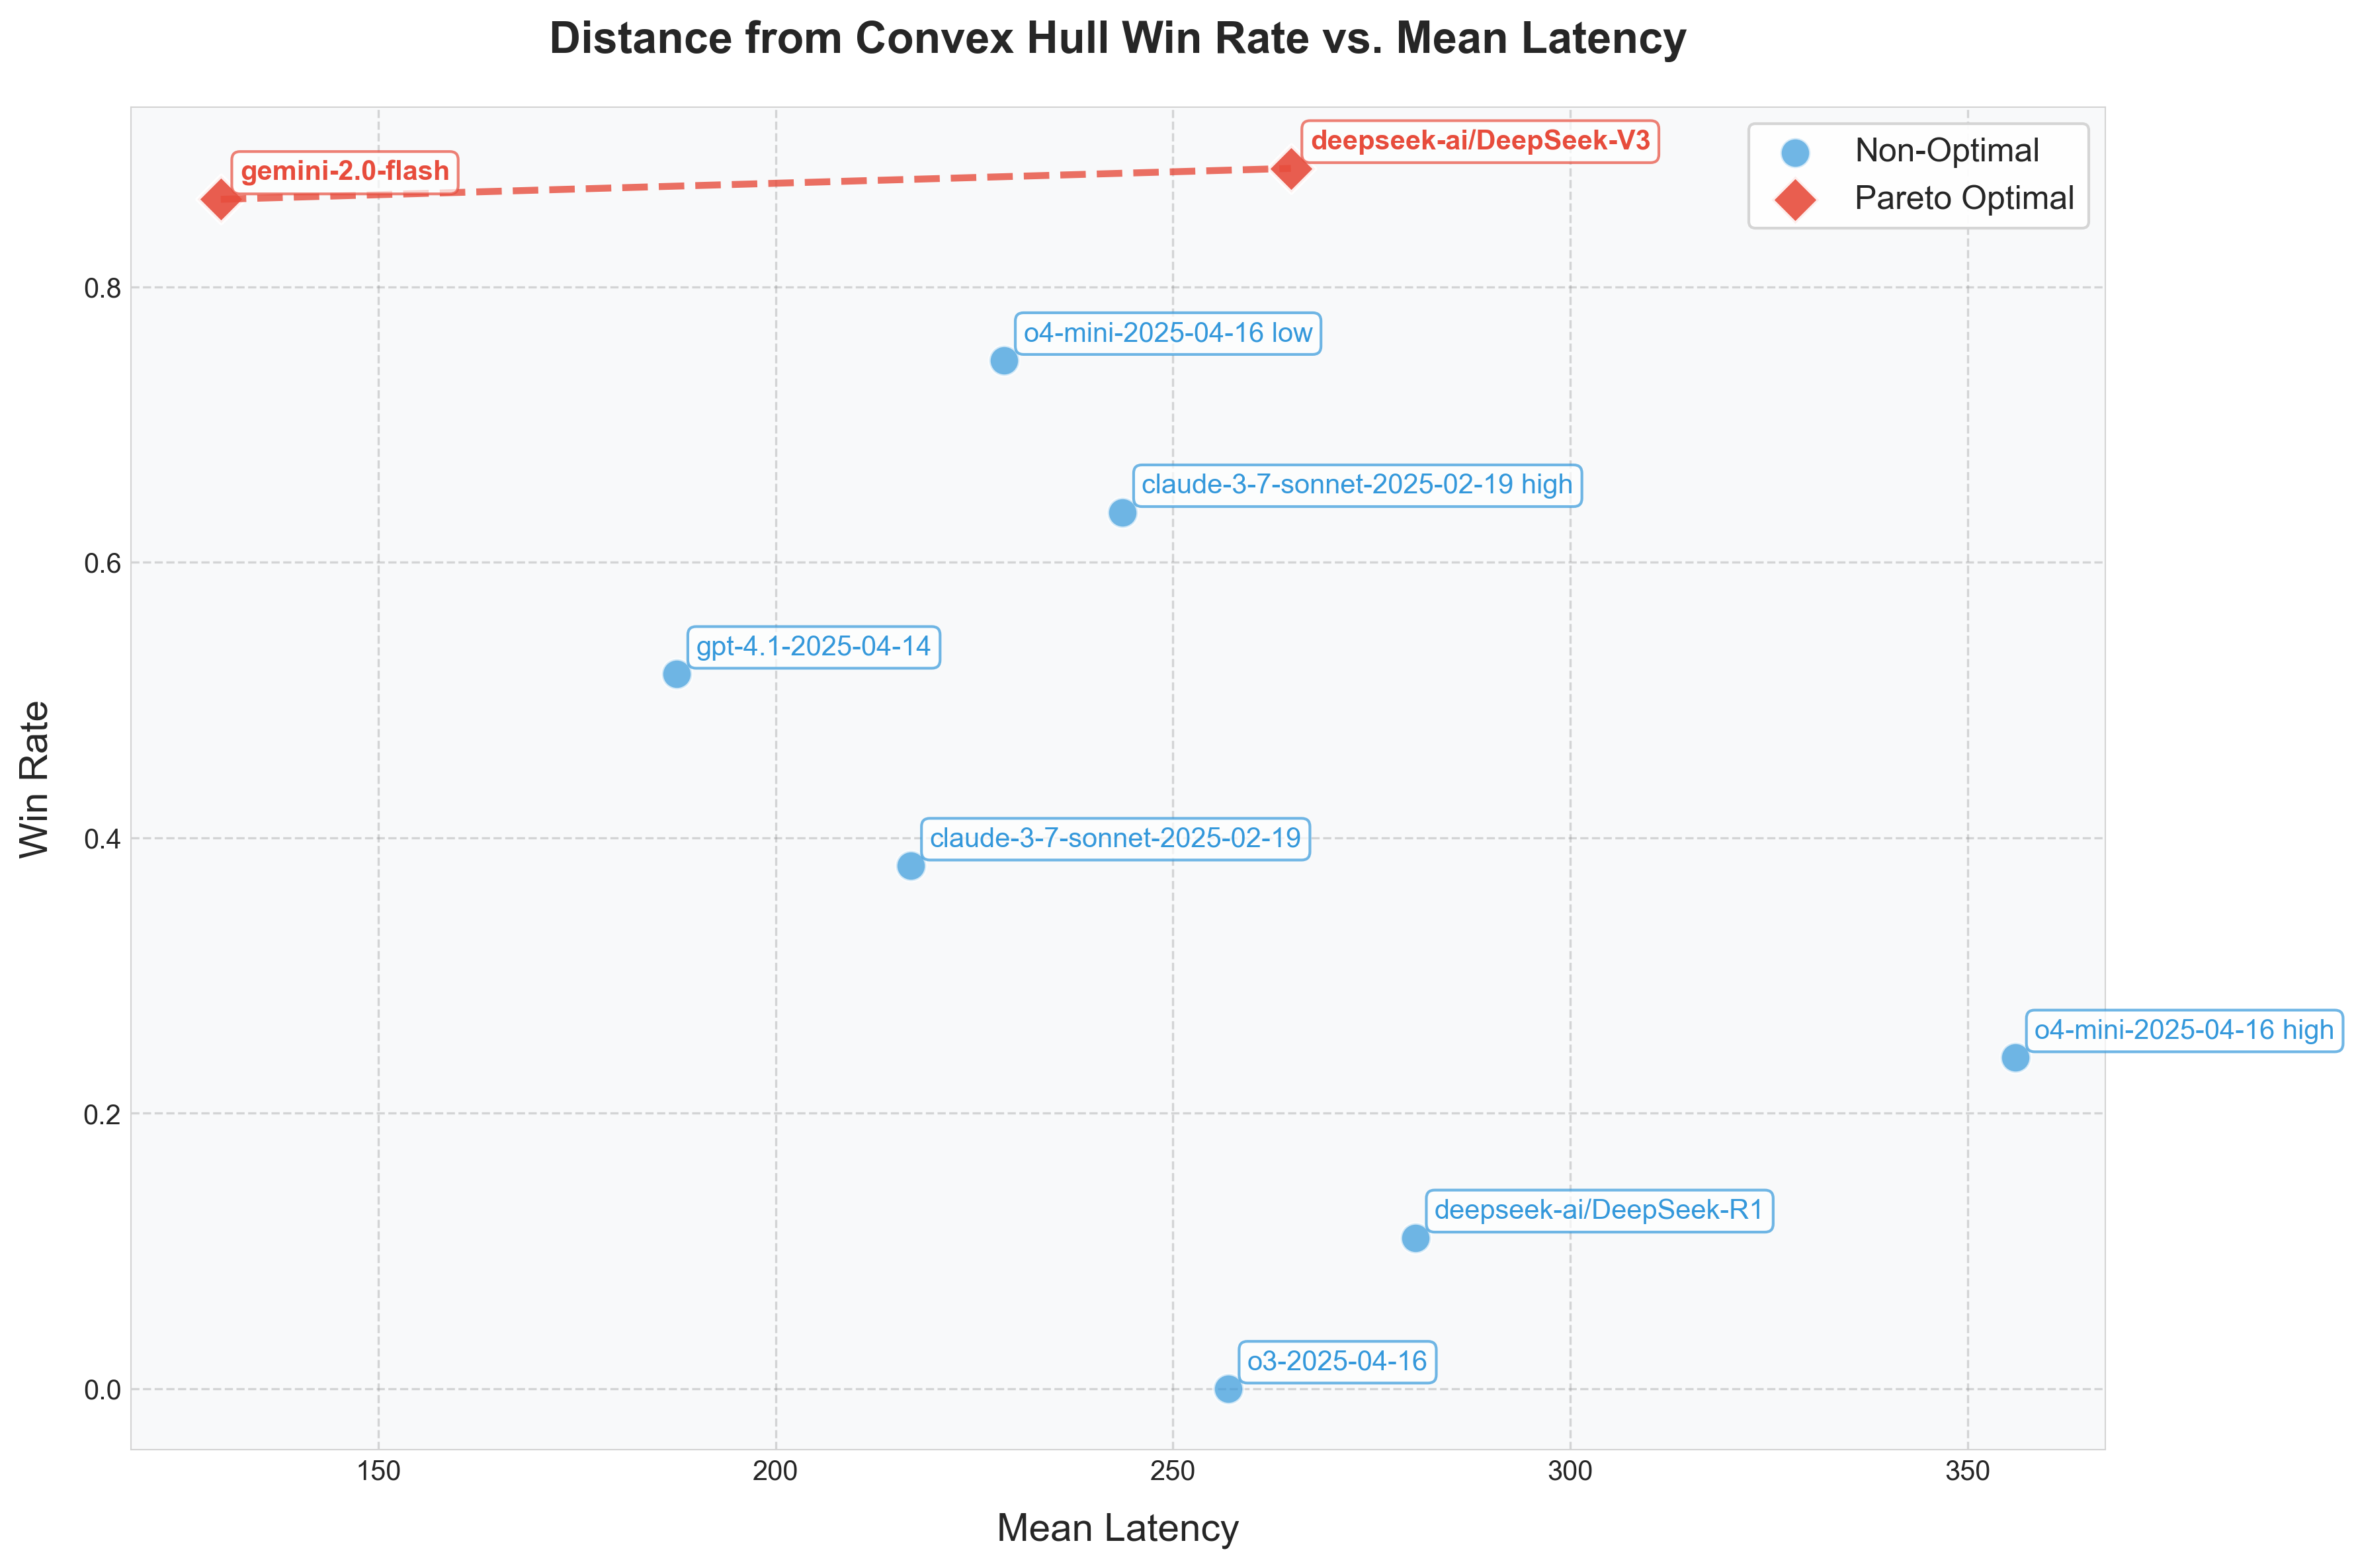 Distance from Convex Hull Win Rate vs. Mean Latency
deepseek-ai/DeepSeek-V3
gemini-2.0-flash
Non-Optimal
Pareto Optimal
o4-mini-2025-04-16 low
claude-3-7-sonnet-2025-02-19 high
gpt-4.1-2025-04-14
claude-3-7-sonnet-2025-02-19
o4-mini-2025-04-16 high
deepseek-ai/DeepSeek-R1
o3-2025-04-16
0.8
0.6
0.4
0.2
0.0
Win Rate
150
200
250
300
350
Mean Latency